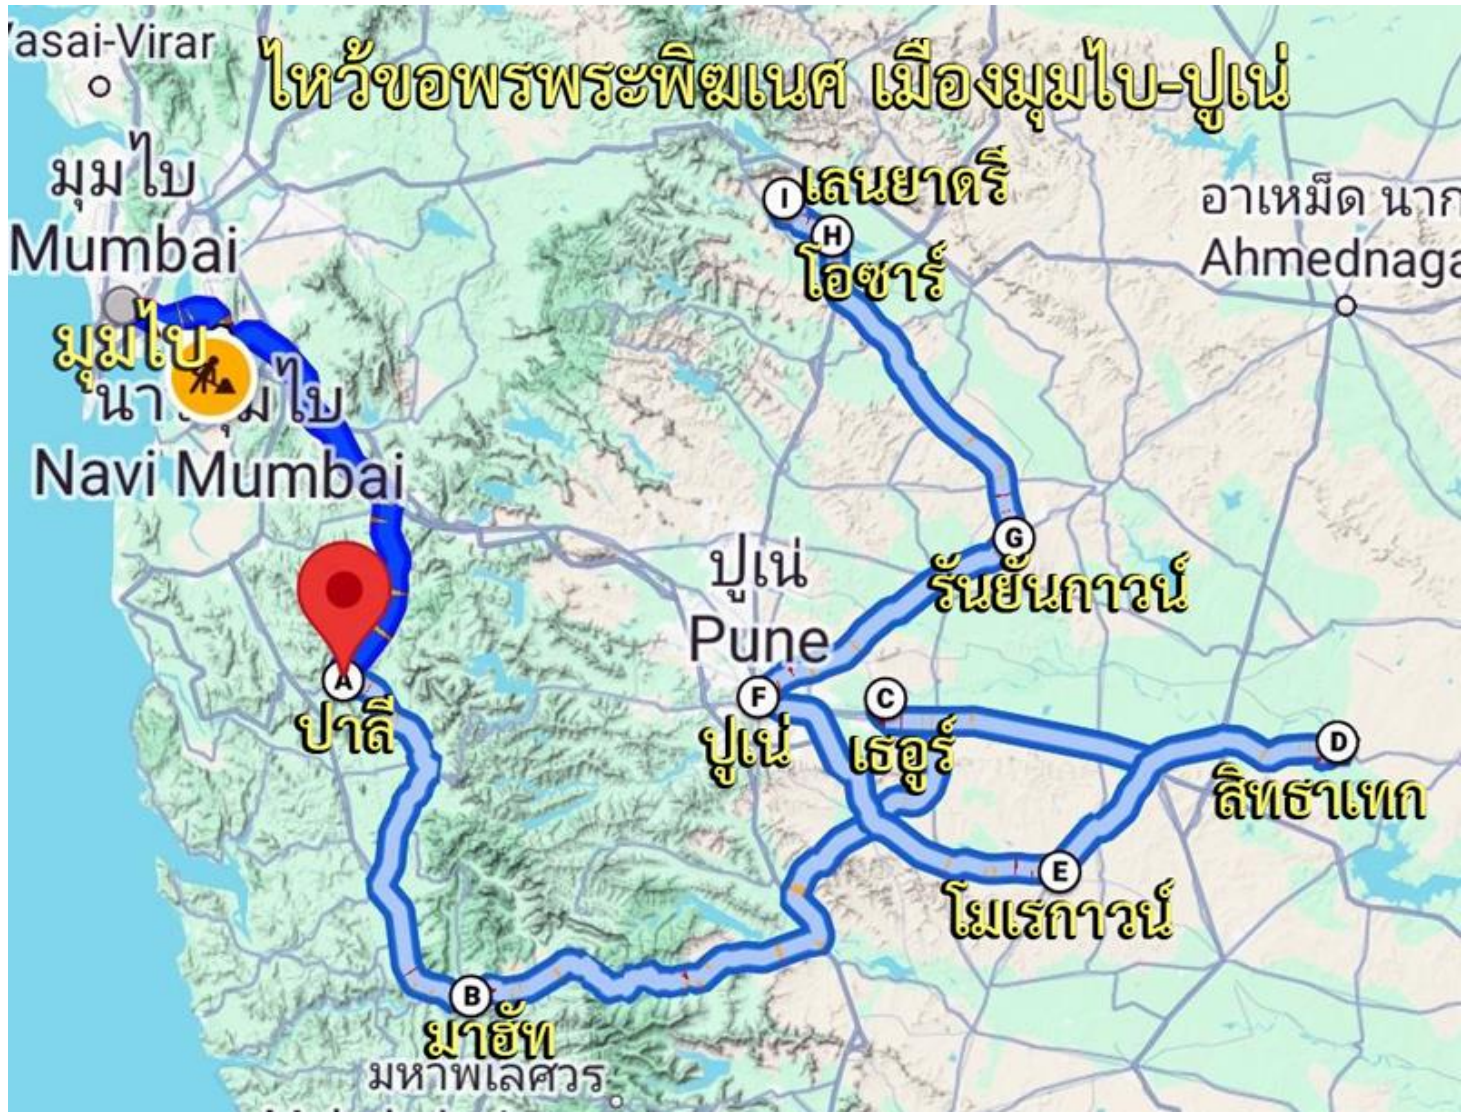 asai-Virar
ไหว้ขอพรพระพิฆเนศ เมืองมุมไบ-ปูเน่
มุมไบ
Mumbai
I
เลนยาดรี
H
โอซาร์
อาเหม็ด นาก
Ahmednaga
มุมไบ
Navi Mumbai
G
รันยันกาวน์
ปูเน่
Pune
A
ปาลี
F
ปูเน่
C
เธอูร์
D
สิทธาเทก
E
โมเรกาวน์
B
มาฮัท
มหาพเลศวร